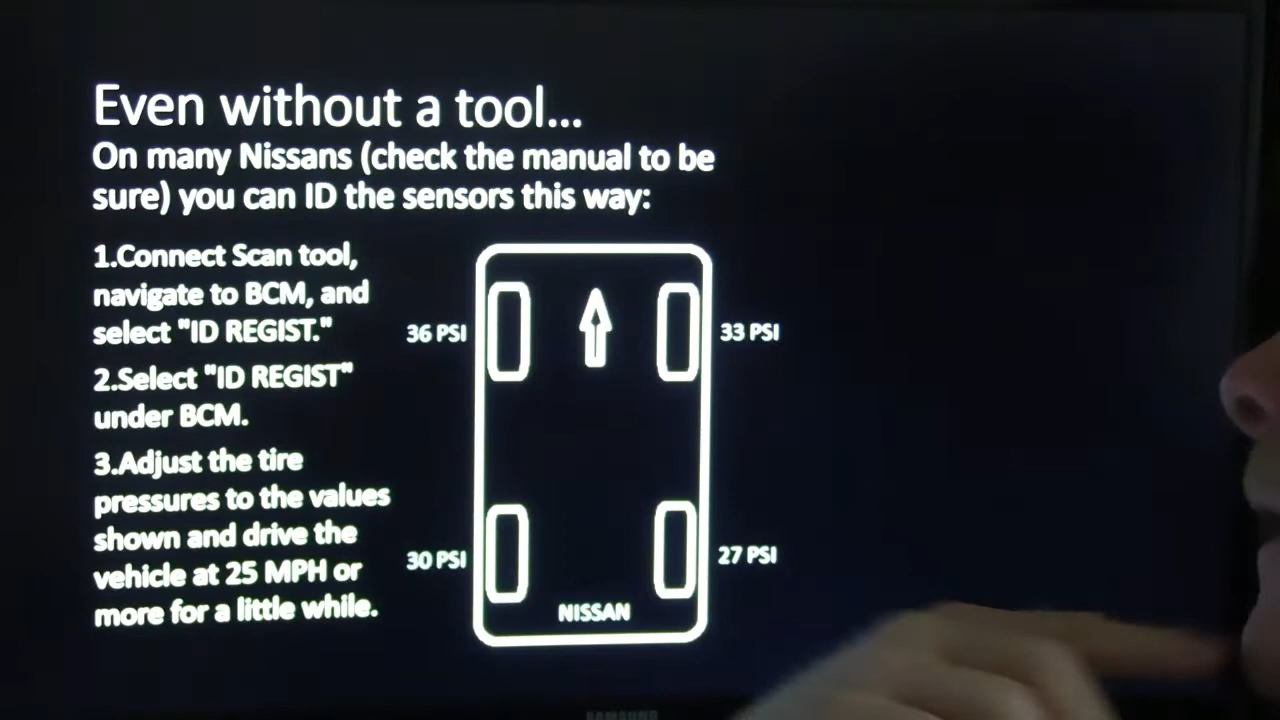 Even without a tool...
On many Nissans (check the manual to be
sure) you can ID the sensors this way:
1.Connect Scan tool,
navigate to BCM, and
select "ID REGIST."
2.Select "ID REGIST"
under BCM.
3.Adjust the tire
pressures to the values
shown and drive the
vehicle at 25 MPH or
more for a little while.
36 PSI
33 PSI
30 PSI
27 PSI
NISSAN
SAMSUNG